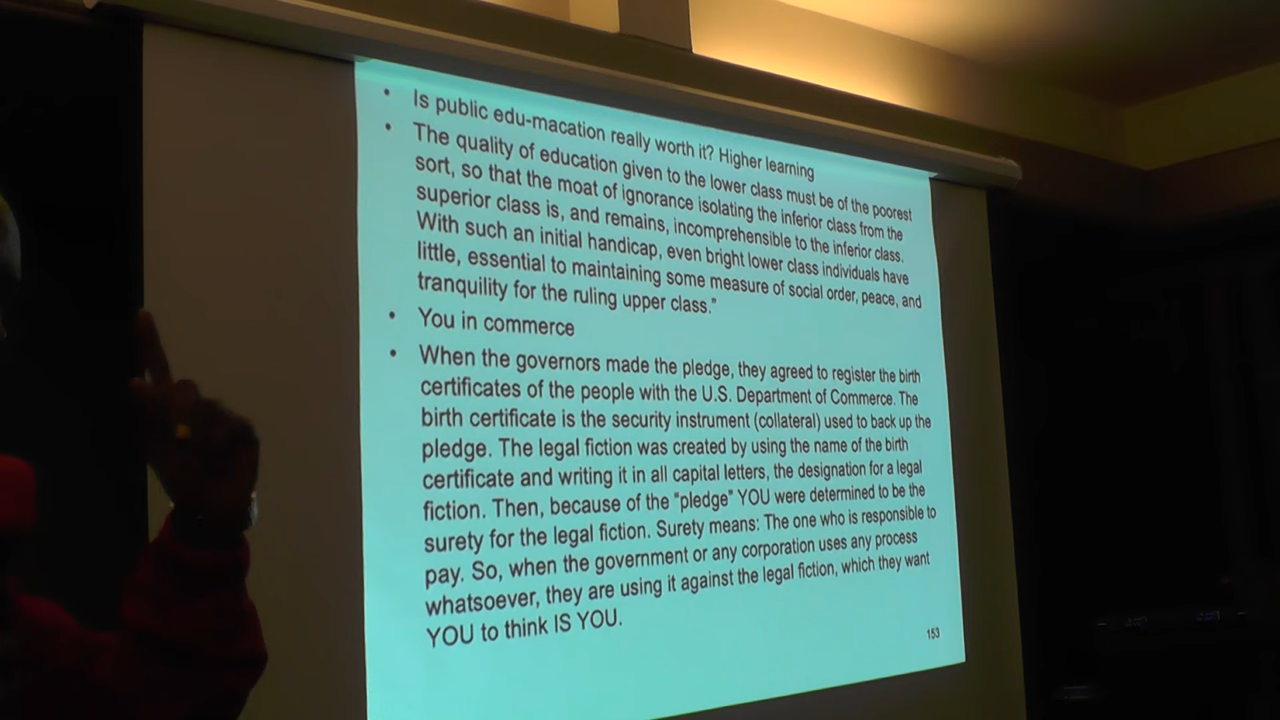 • Is public edu-macation really worth it? Higher learning
• The quality of education given to the lower class must be of the poorest
sort, so that the moat of ignorance isolating the inferior class from the
superior class is, and remains, incomprehensible to the inferior class.
With such an initial handicap, even bright lower class individuals have
little, essential to maintaining some measure of social order, peace, and
tranquility for the ruling upper class."
• You in commerce
• When the governors made the pledge, they agreed to register the birth
certificates of the people with the U.S. Department of Commerce. The
birth certificate is the security instrument (collateral) used to back up the
pledge. The legal fiction was created by using the name of the birth
certificate and writing it in all capital letters, the designation for a legal
fiction. Then, because of the “pledge” YOU were determined to be the
surety for the legal fiction. Surety means: The one who is responsible to
pay. So, when the government or any corporation uses any process
whatsoever, they are using it against the legal fiction, which they want
YOU to think IS YOU.
153